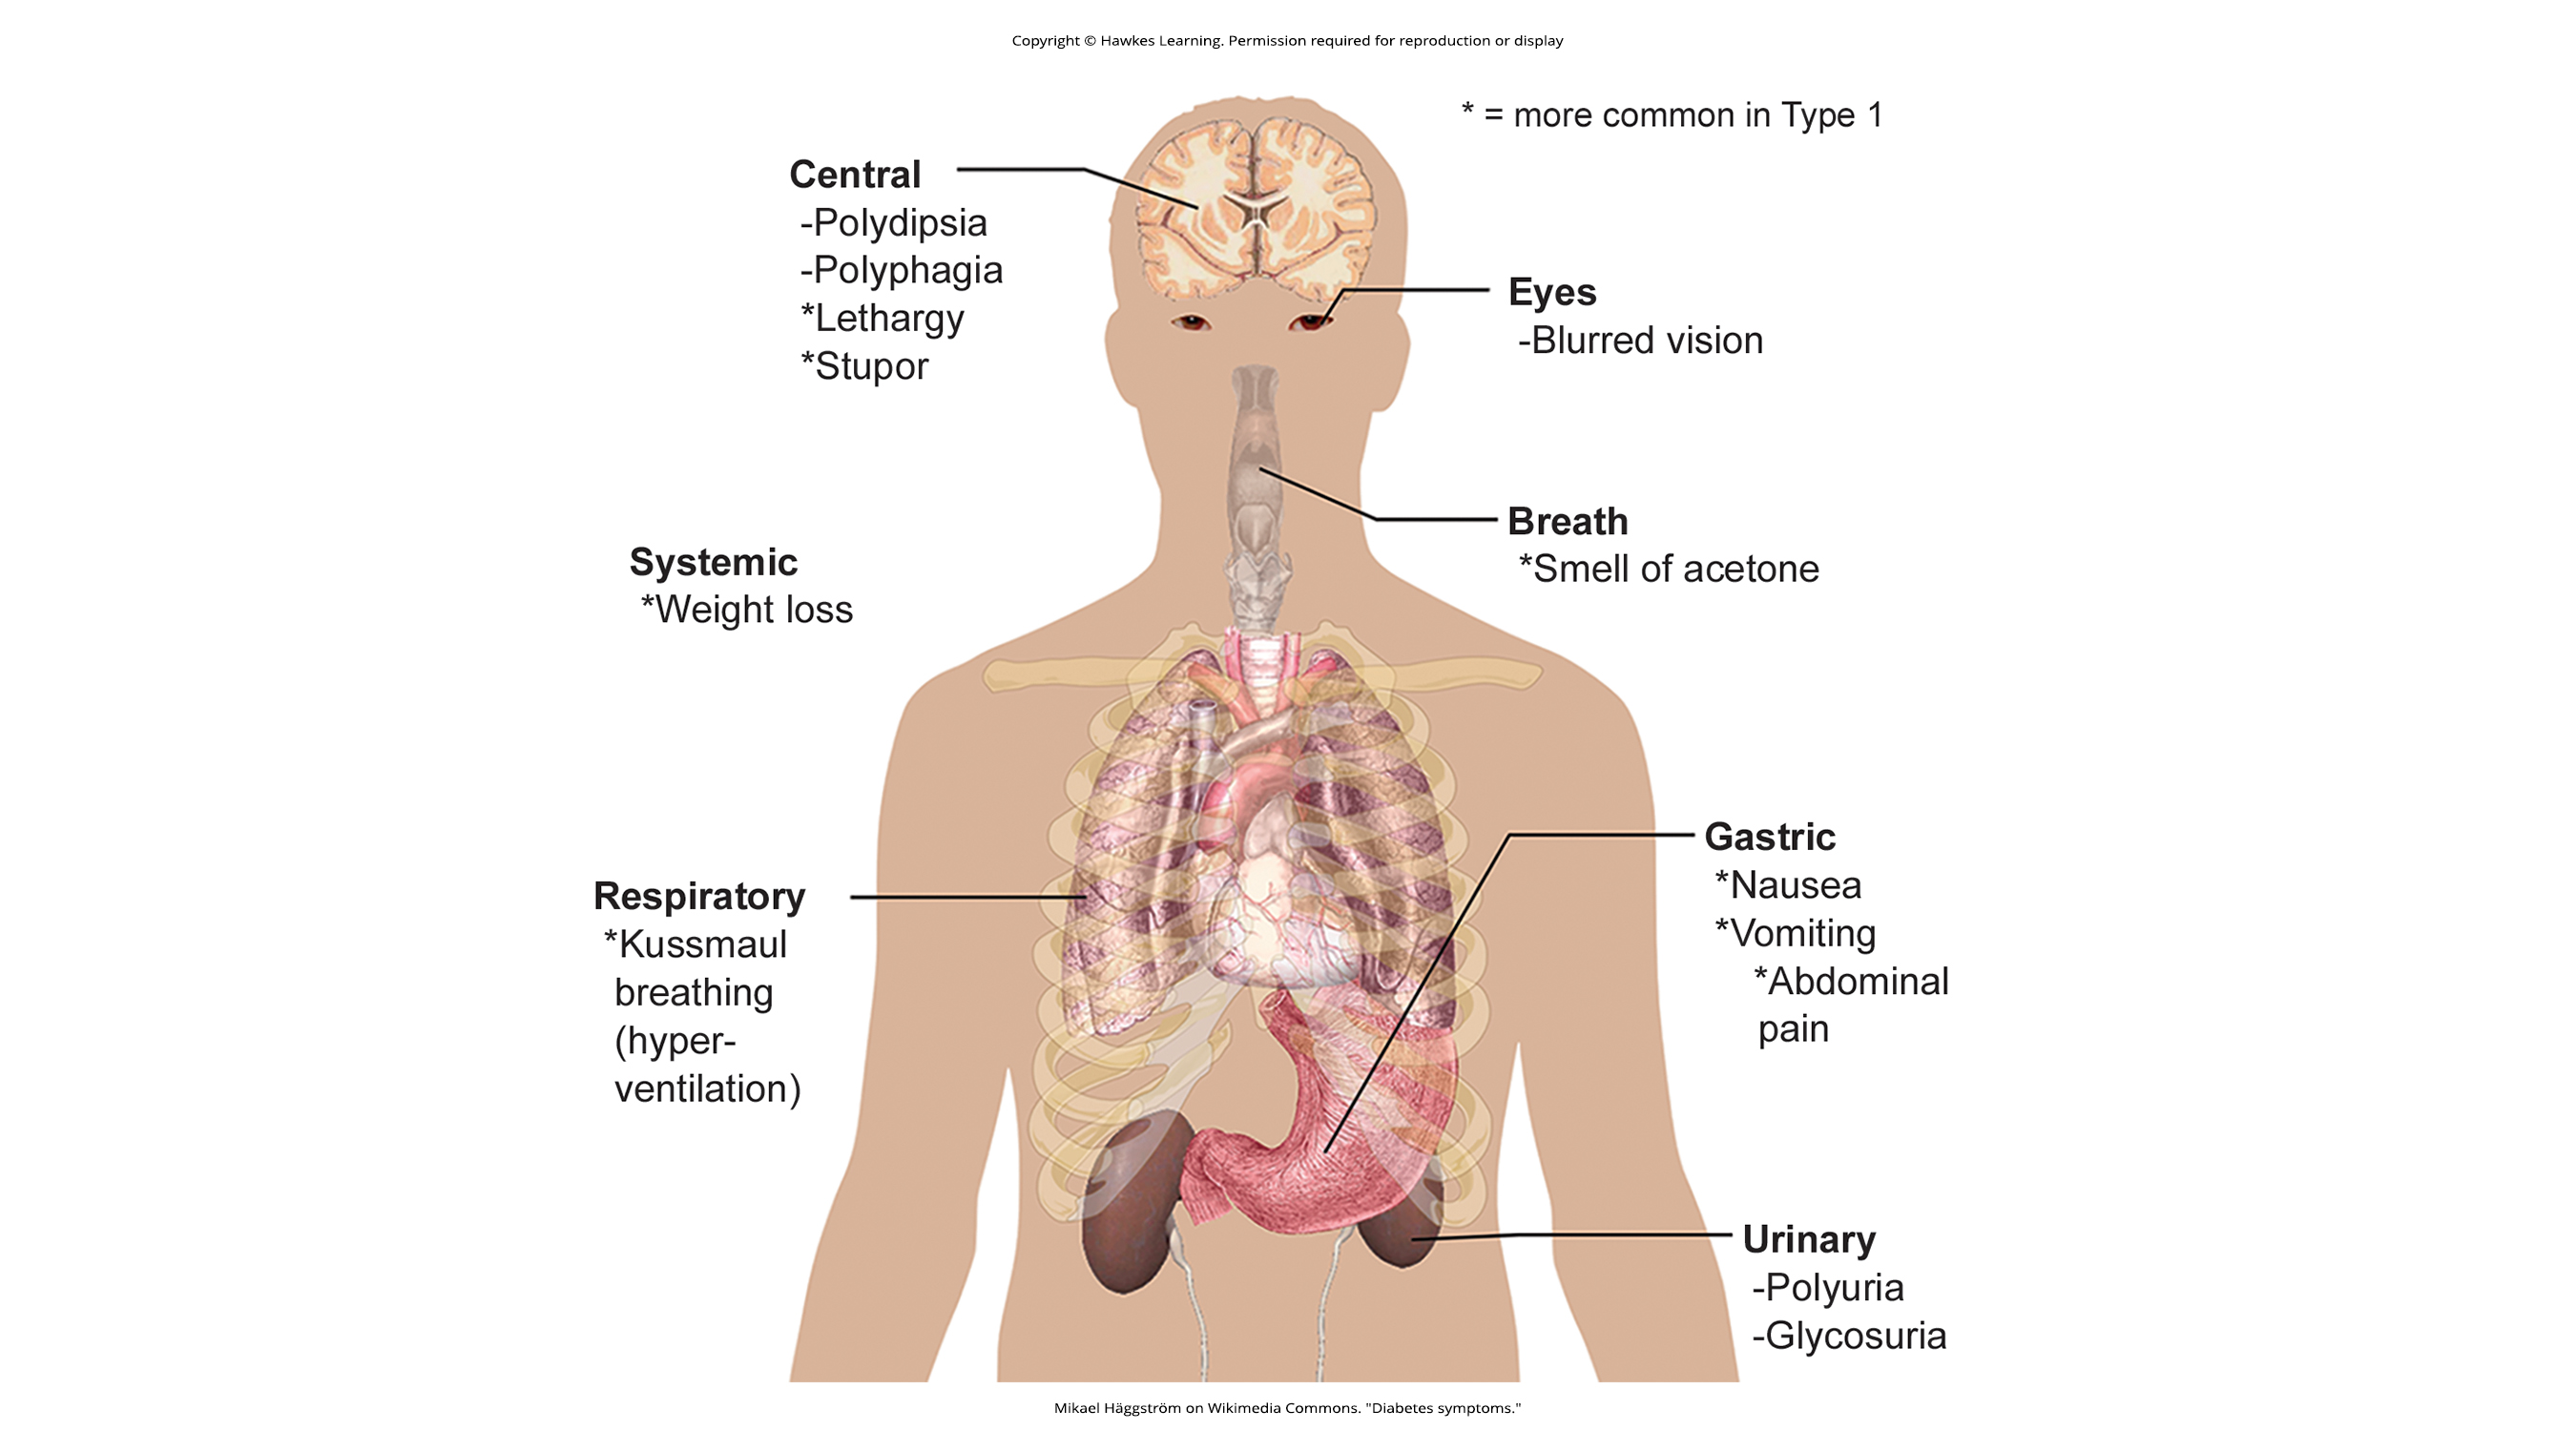 Copyright © Hawkes Learning. Permission required for reproduction or display
* = more common in Type 1
Central
-Polydipsia
-Polyphagia
*Lethargy
*Stupor
Eyes
-Blurred vision
Breath
*Smell of acetone
Systemic
*Weight loss
Respiratory
*Kussmaul
breathing
(hyper-
ventilation)
Gastric
*Nausea
*Vomiting
*Abdominal
pain
Urinary
-Polyuria
-Glycosuria
Mikael Häggström on Wikimedia Commons. "Diabetes symptoms."